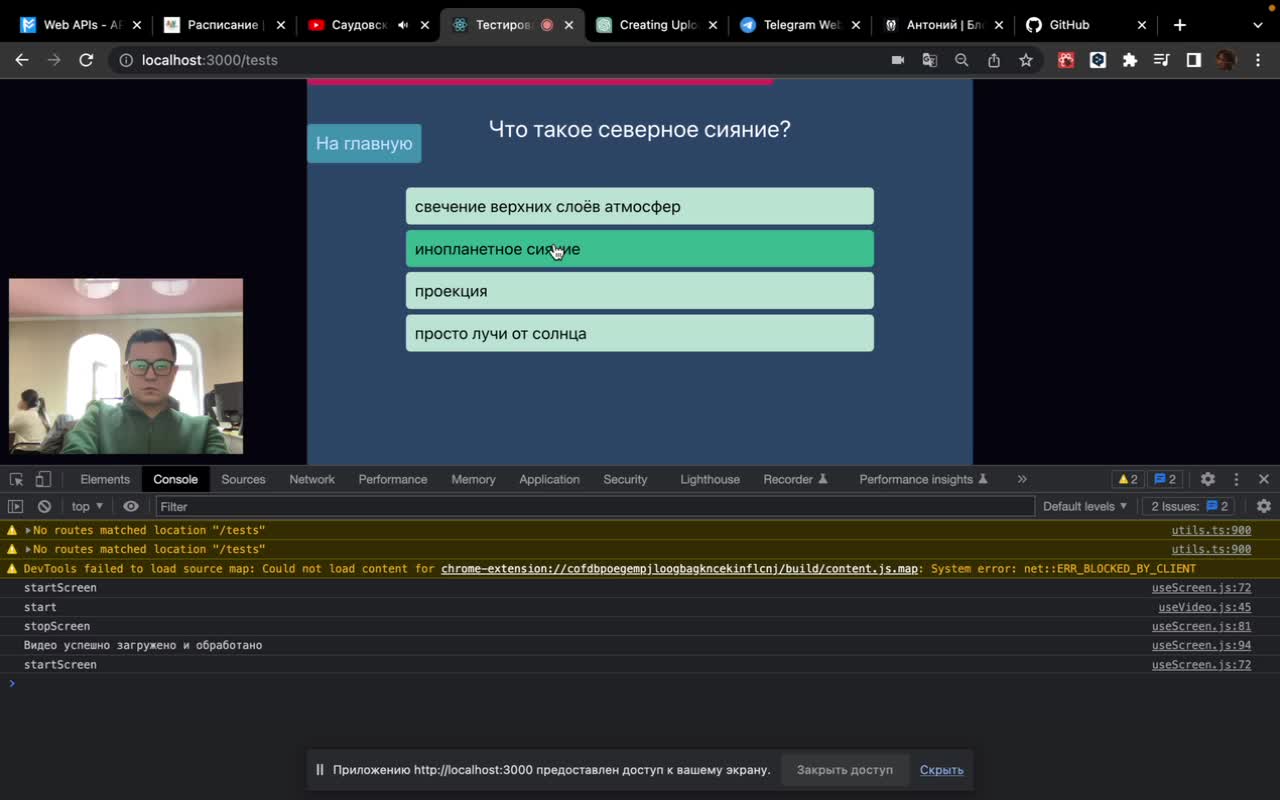 Web APIs - AP
Расписание
Саудовск
Тестиров
Creating Uplo
Telegram Web
Антоний | Бл
GitHub
localhost:3000/tests
Что такое северное сияние?
На главную
свечение верхних слоёв атмосфер
инопланетное сияние
проекция
просто лучи от солнца
Elements Console Sources Network Performance Memory Application Security Lighthouse Recorder Performance insights » 2 2
top Filter Default levels 2 Issues: 2
No routes matched location "/tests" utils.ts:900
No routes matched location "/tests" utils.ts:900
DevTools failed to load source map: Could not load content for chrome-extension://cofdbpoegempjloogbagkncekinflcnj/build/content.js.map: System error: net::ERR_BLOCKED_BY_CLIENT
startScreen useScreen.js:72
start useVideo.js:45
stopScreen useScreen.js:81
Видео успешно загружено и обработано useScreen.js:94
startScreen useScreen.js:72
Приложению http://localhost:3000 предоставлен доступ к вашему экрану. Закрыть доступ Скрыть